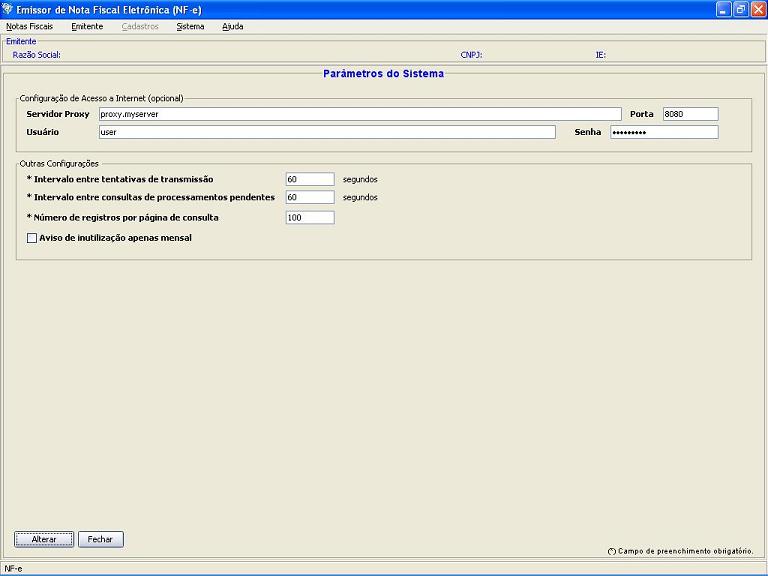 Emissor de Nota Fiscal Eletrônica (NF-e)
Notas Fiscais Emitente Cadastros Sistema Ajuda
Emitente
Razão Social: CNPJ: IE:
Parâmetros do Sistema
Configuração de Acesso a Internet (opcional)
Servidor Proxy proxy.myserver Porta 8080
Usuário user Senha •••••••••
Outras Configurações
* Intervalo entre tentativas de transmissão 60 segundos
* Intervalo entre consultas de processamentos pendentes 60 segundos
* Número de registros por página de consulta 100
Aviso de inutilização apenas mensal
Alterar Fechar
(*) Campo de preenchimento obrigatório.
NF-e